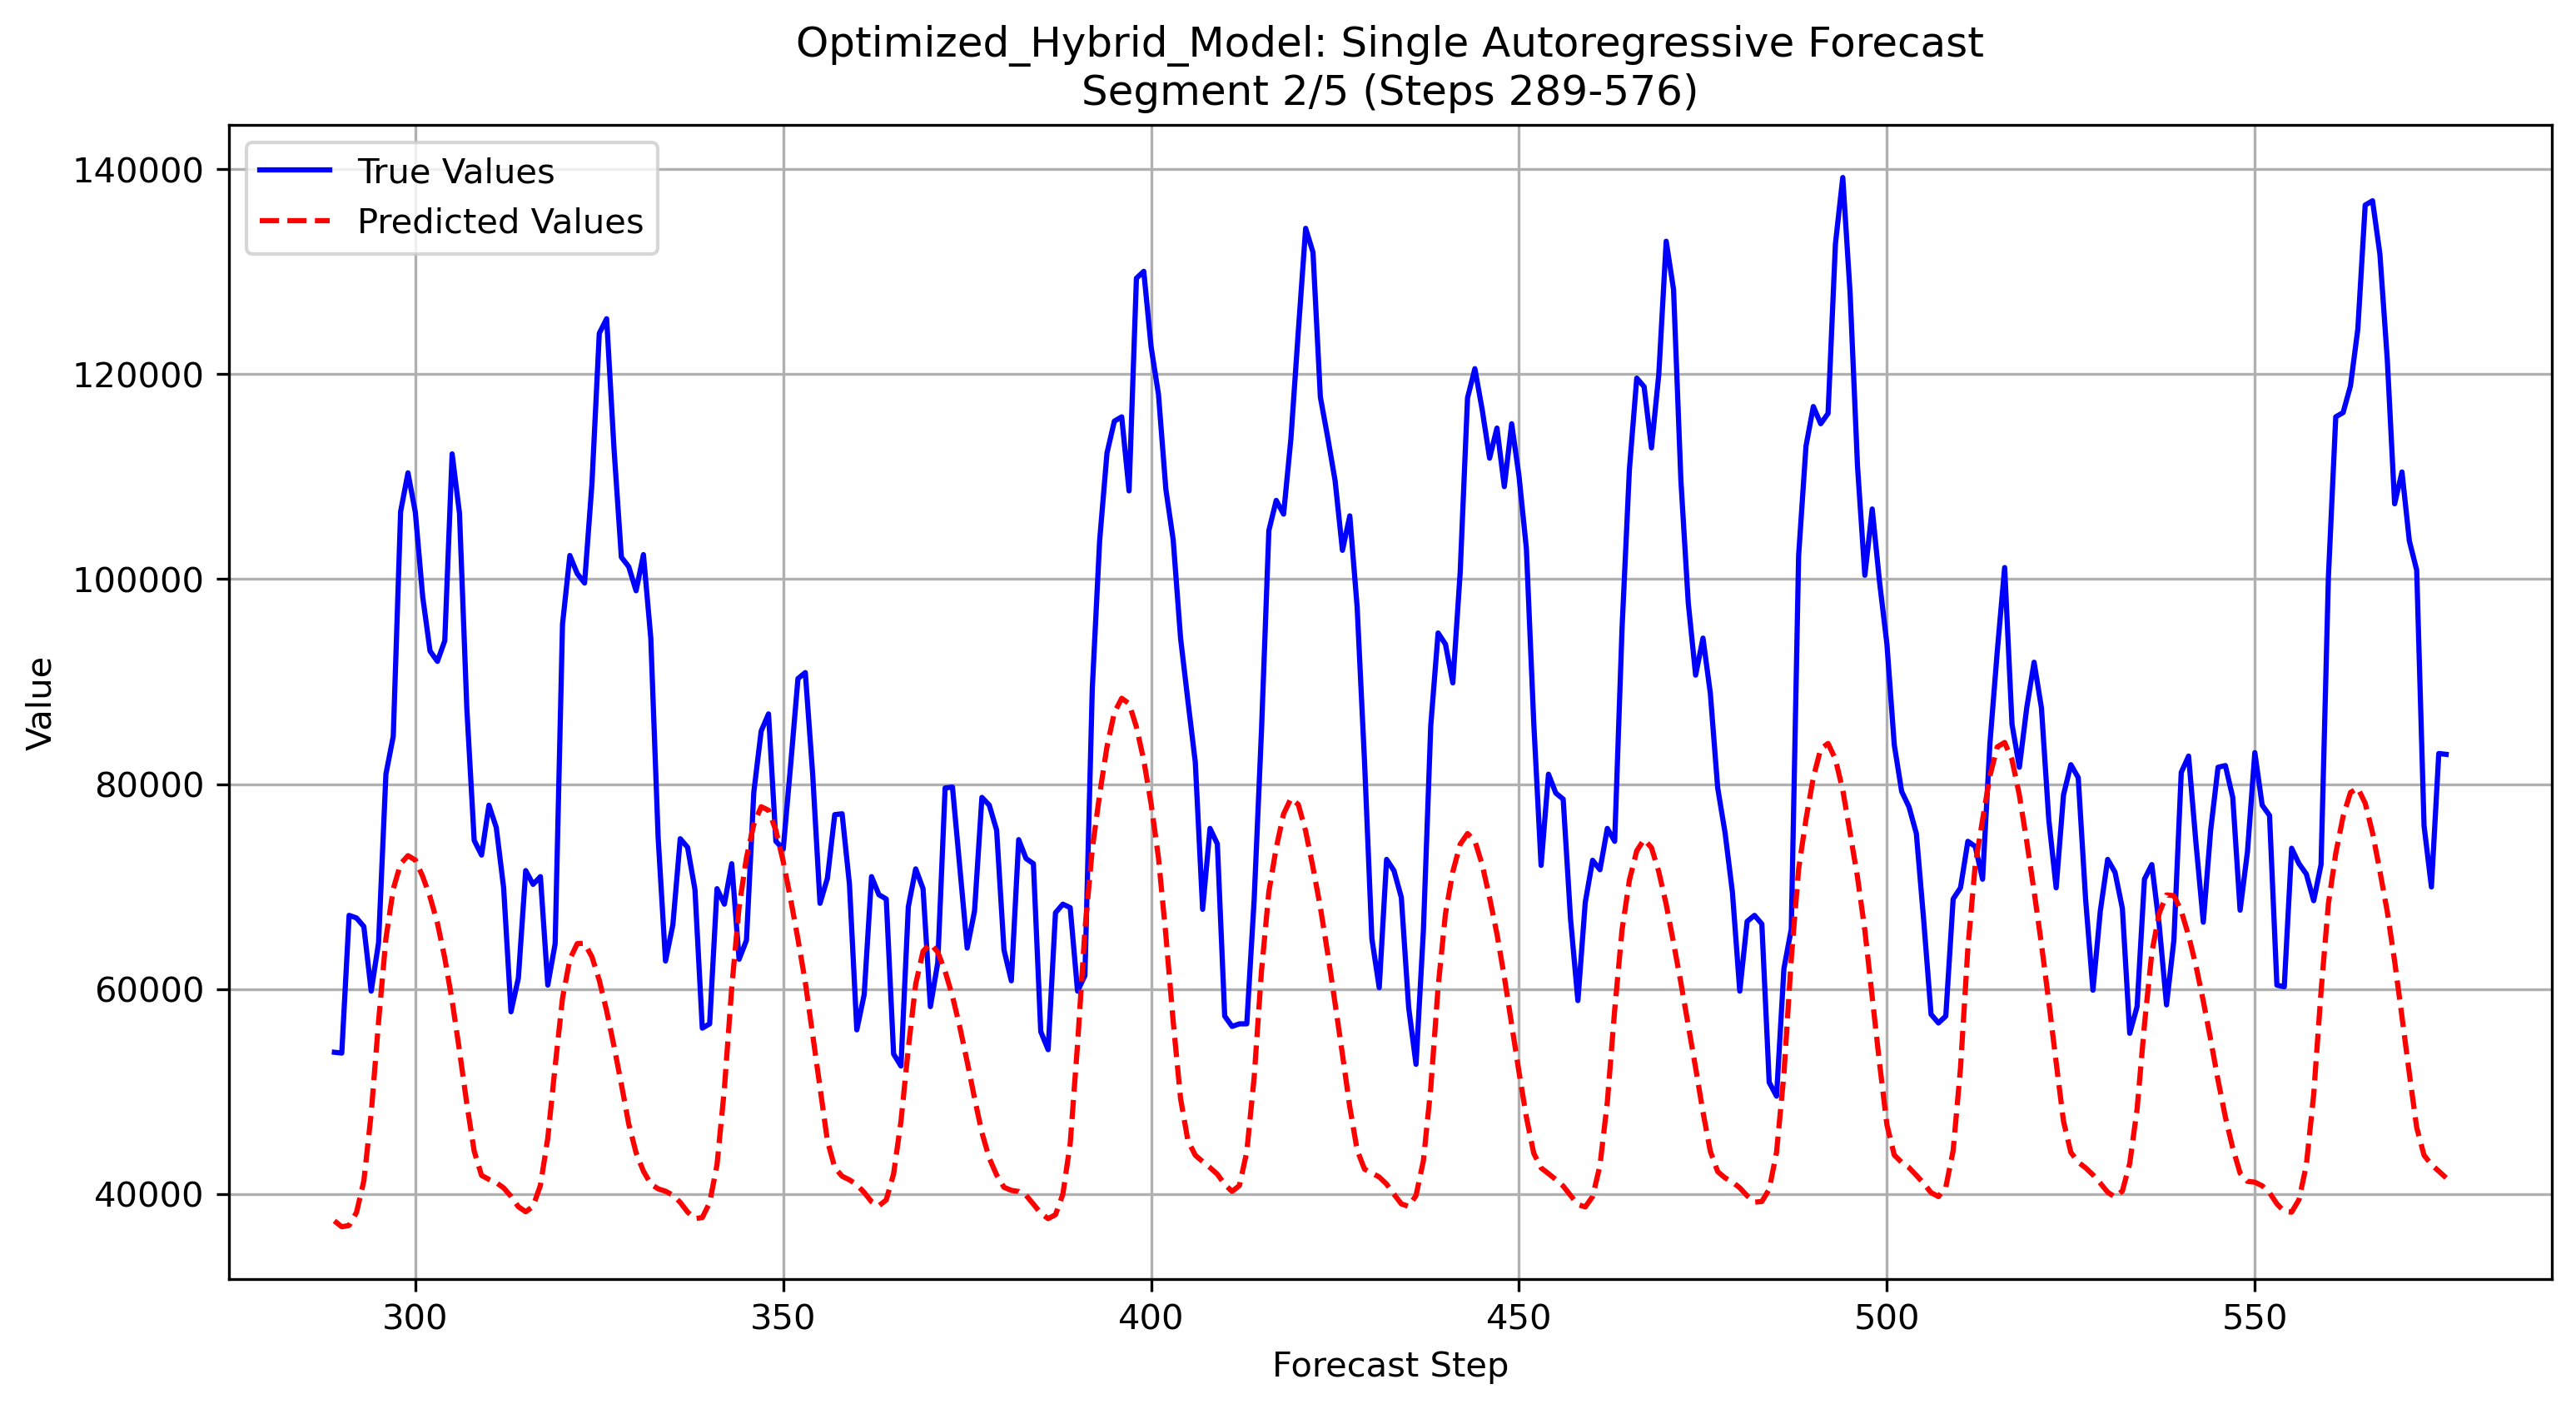 Optimized_Hybrid_Model: Single Autoregressive Forecast
Segment 2/5 (Steps 289-576)
True Values
Predicted Values
140000
120000
100000
80000
60000
40000
Value
300
350
400
450
500
550
Forecast Step